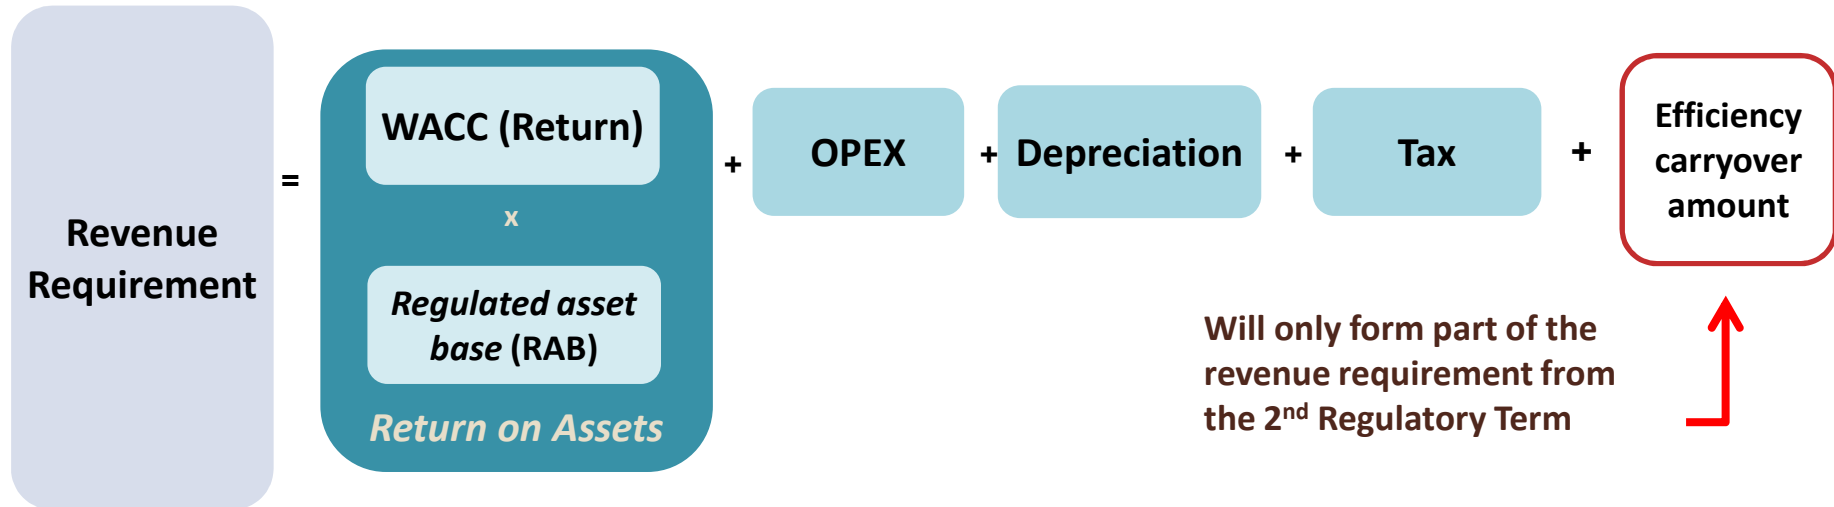 Revenue
Requirement
=
WACC (Return)
x
Regulated asset
base (RAB)
Return on Assets
+
OPEX
+
Depreciation
+
Tax
+
Efficiency
carryover
amount
Will only form part of the
revenue requirement from
the 2nd Regulatory Term